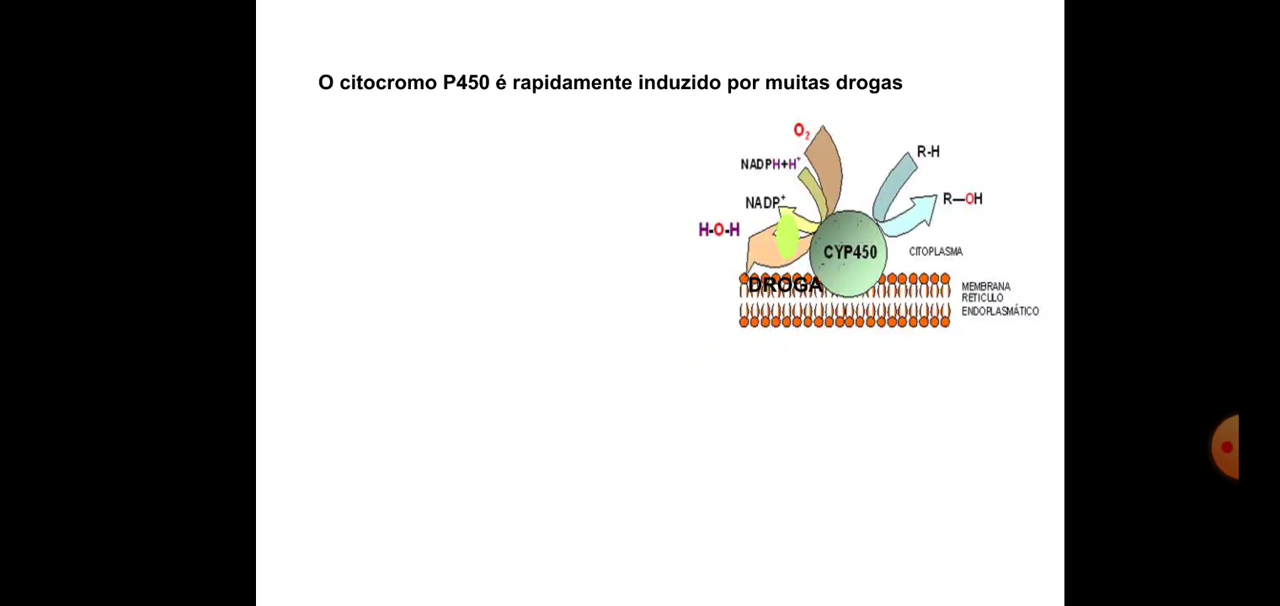 O citocromo P450 é rapidamente induzido por muitas drogas
O2
NADPH+H+
R-H
NADP+
R—OH
H-O-H
CYP450
CITOPLASMA
DROGA
MEMBRANA
RETICULO
ENDOPLASMÁTICO